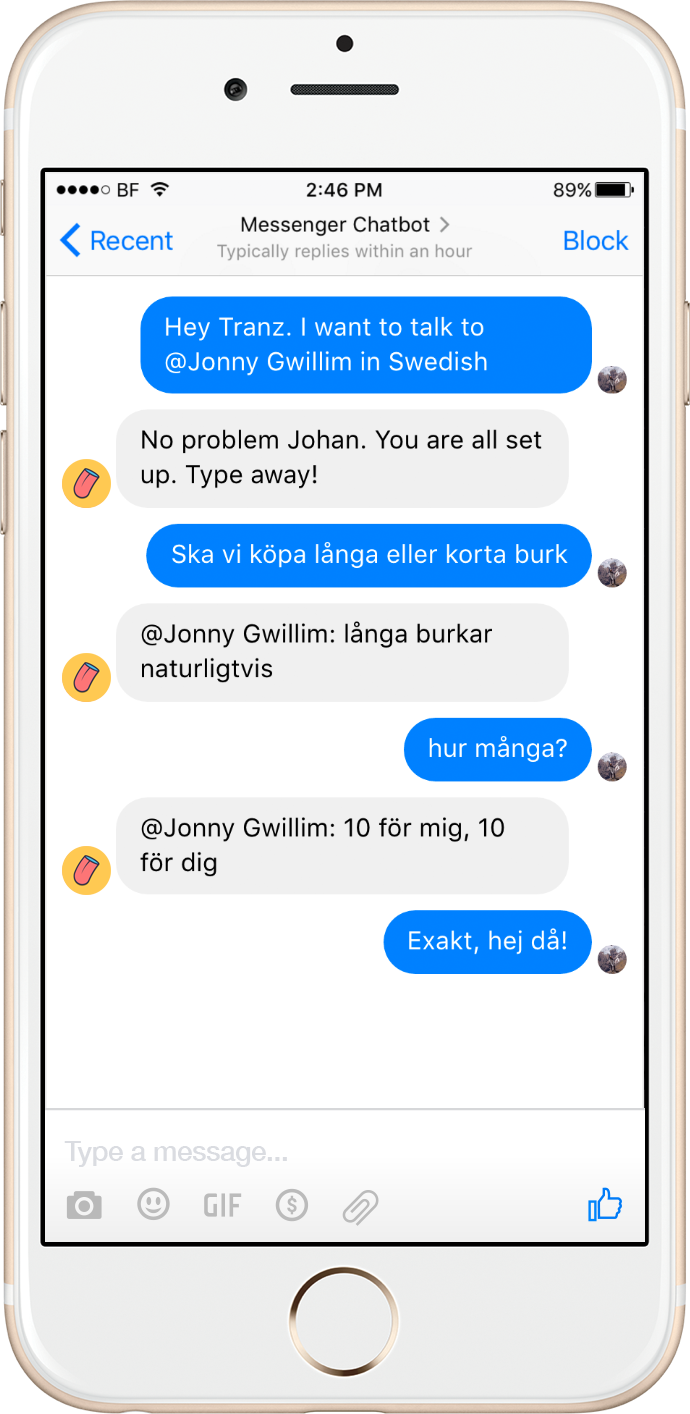 BF 2:46 PM 89%
Recent Messenger Chatbot Block
Typically replies within an hour
Hey Tranz. I want to talk to
@Jonny Gwillim in Swedish
No problem Johan. You are all set
up. Type away!
Ska vi köpa långa eller korta burk
@Jonny Gwillim: långa burkar
naturligtvis
hur många?
@Jonny Gwillim: 10 för mig, 10
för dig
Exakt, hej då!
Type a message...
GIF
$